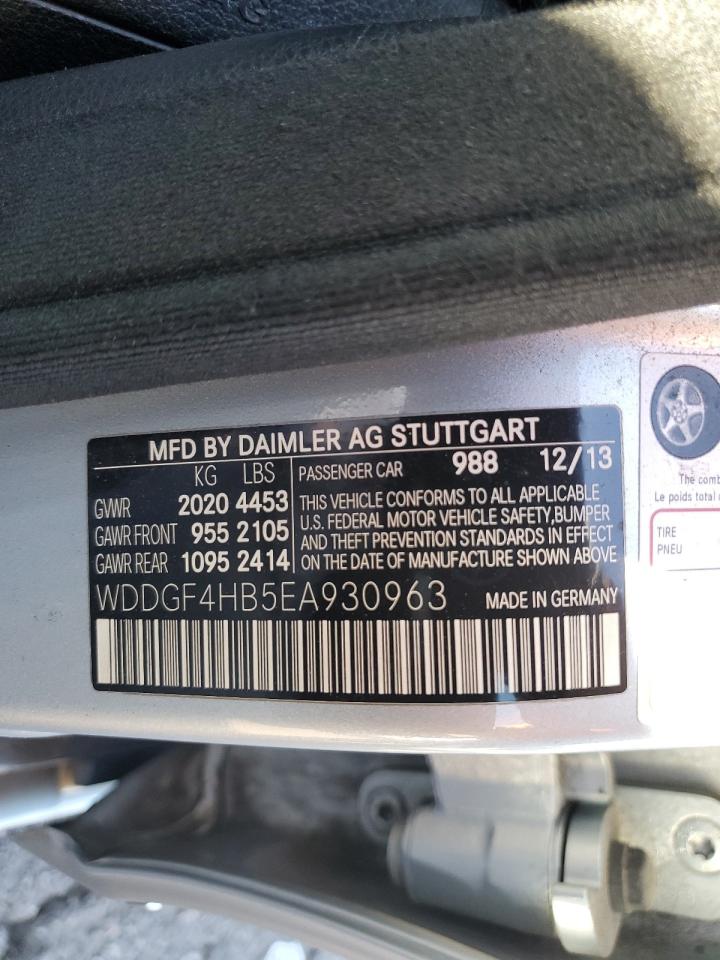 MFD BY DAIMLER AG STUTTGART
KG LBS
GVWR 2020 4453
GAWR FRONT 955 2105
GAWR REAR 1095 2414
PASSENGER CAR 988 12/13
THIS VEHICLE CONFORMS TO ALL APPLICABLE
U.S. FEDERAL MOTOR VEHICLE SAFETY,BUMPER
AND THEFT PREVENTION STANDARDS IN EFFECT
ON THE DATE OF MANUFACTURE SHOWN ABOVE.
WDDGF4HB5EA930963 MADE IN GERMANY
The comb
Le poids total
TIRE
PNEU